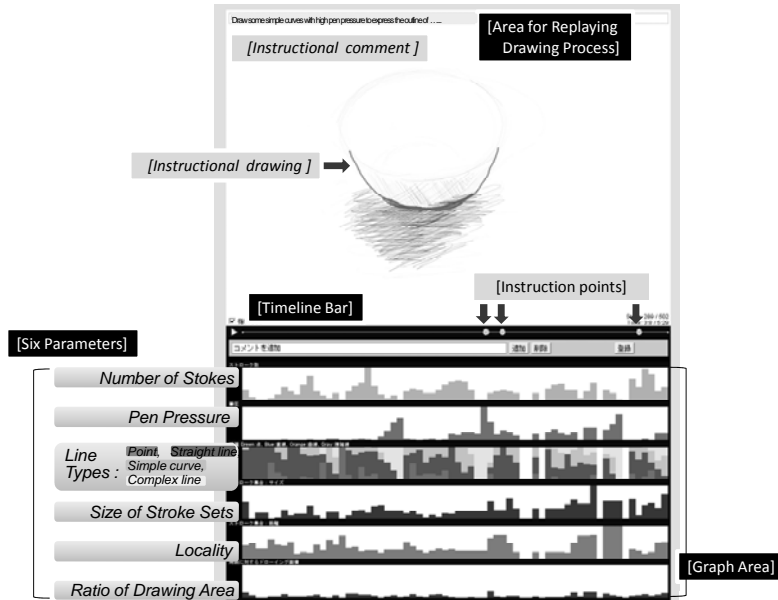 Draw some simple curves with high pen pressure to express the outline of .....
[Area for Replaying
Drawing Process]
[Instructional comment ]
[Instructional drawing ]
[Instruction points]
[Timeline Bar]
[Six Parameters]
コメントを追加
追加
削除
登録
Number of Stokes
Pen Pressure
Line
Types :
Point,
Straight line,
Simple curve,
Complex line
Size of Stroke Sets
Locality
Ratio of Drawing Area
[Graph Area]